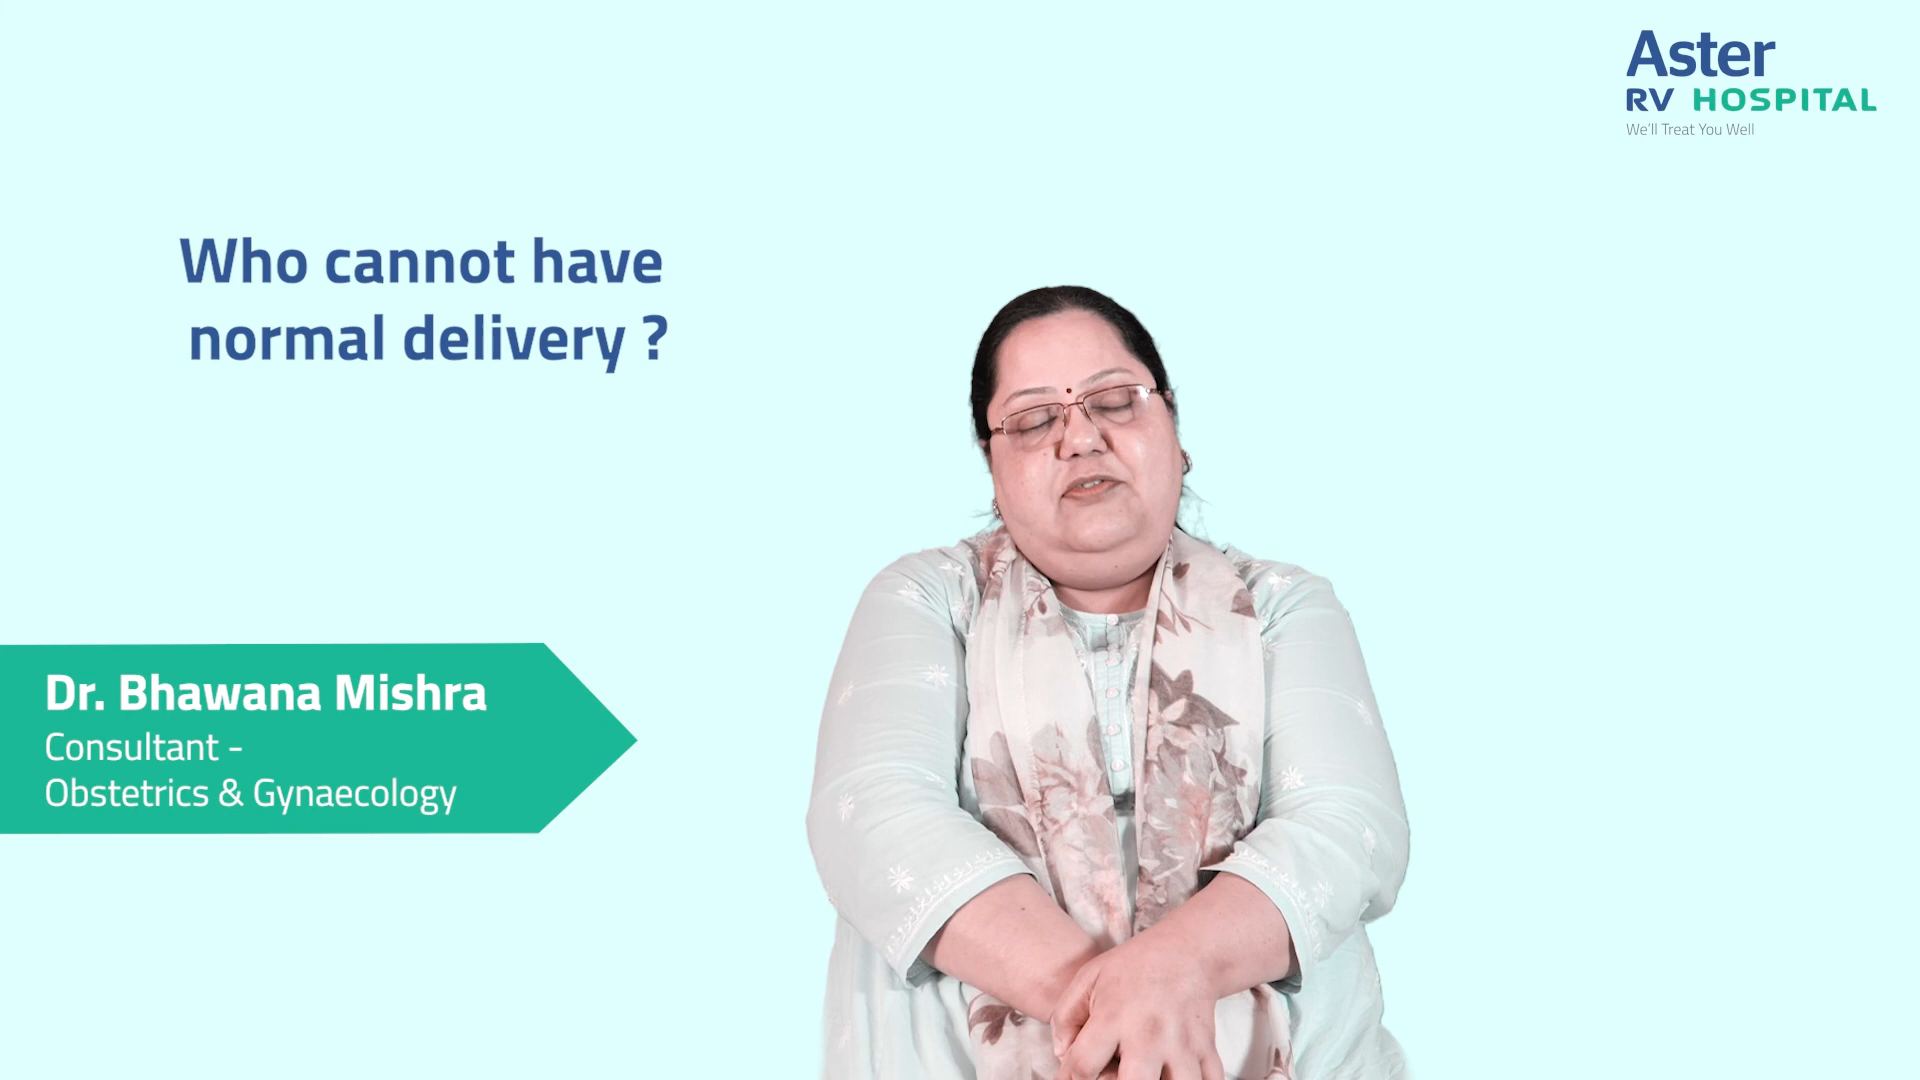 Aster
RV HOSPITAL
We'll Treat You Well
Who cannot have
normal delivery ?
Dr. Bhawana Mishra
Consultant -
Obstetrics & Gynaecology